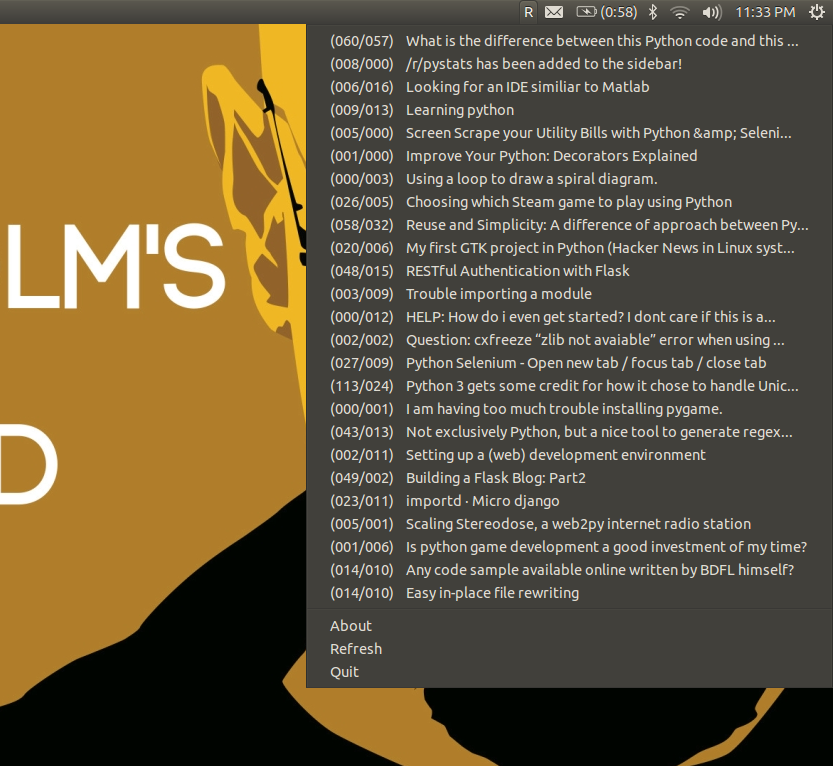 R (0:58) 11:33 PM
(060/057) What is the difference between this Python code and this ...
(008/000) /r/pystats has been added to the sidebar!
(006/016) Looking for an IDE similiar to Matlab
(009/013) Learning python
(005/000) Screen Scrape your Utility Bills with Python &amp; Seleni...
(001/000) Improve Your Python: Decorators Explained
(000/003) Using a loop to draw a spiral diagram.
(026/005) Choosing which Steam game to play using Python
(058/032) Reuse and Simplicity: A difference of approach between Py...
(020/006) My first GTK project in Python (Hacker News in Linux syst...
(048/015) RESTful Authentication with Flask
(003/009) Trouble importing a module
(000/012) HELP: How do i even get started? I dont care if this is a...
(002/002) Question: cxfreeze “zlib not avaiable” error when using ...
(027/009) Python Selenium - Open new tab / focus tab / close tab
(113/024) Python 3 gets some credit for how it chose to handle Unic...
(000/001) I am having too much trouble installing pygame.
(043/013) Not exclusively Python, but a nice tool to generate regex...
(002/011) Setting up a (web) development environment
(049/002) Building a Flask Blog: Part2
(023/011) importd · Micro django
(005/001) Scaling Stereodose, a web2py internet radio station
(001/006) Is python game development a good investment of my time?
(014/010) Any code sample available online written by BDFL himself?
(014/010) Easy in-place file rewriting
About
Refresh
Quit
LM'S
D